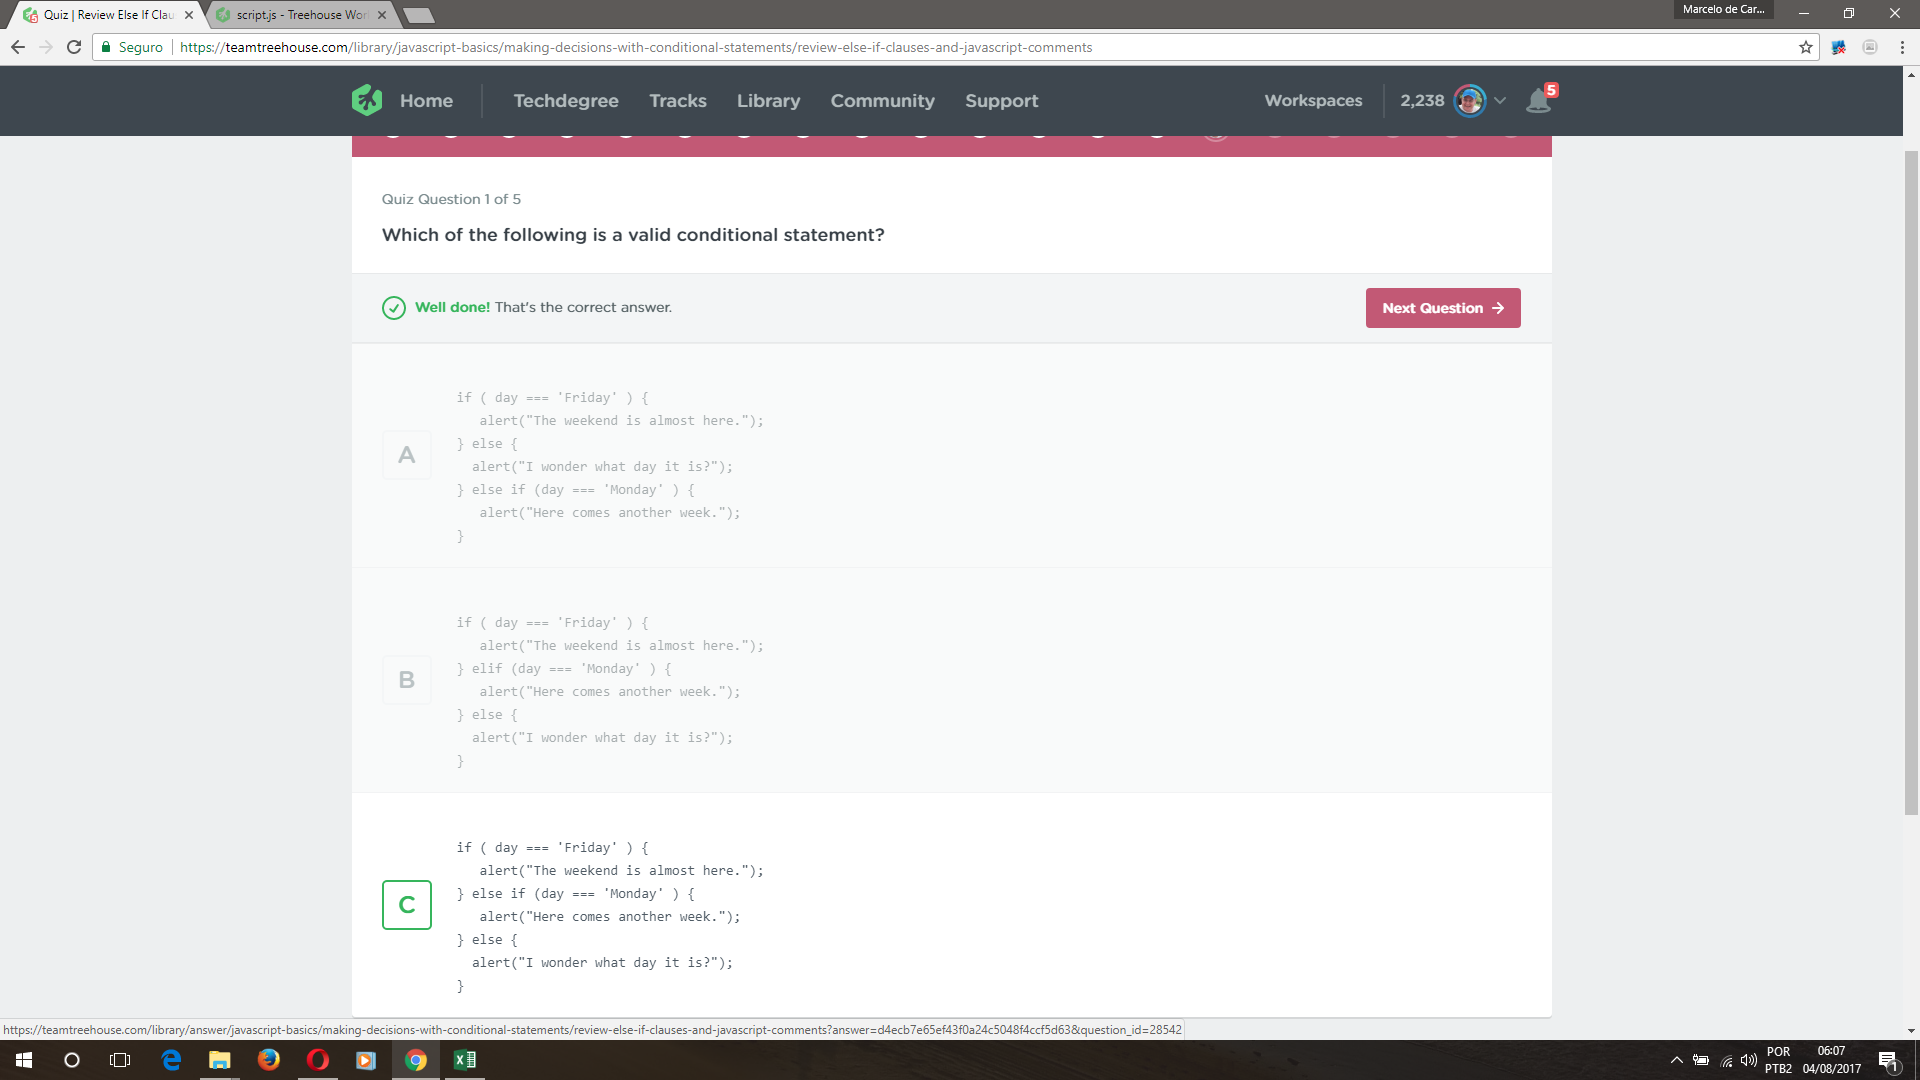 Quiz | Review Else If Clau
script.js - Treehouse Wor
Marcelo de Car...
Seguro
https://teamtreehouse.com/library/javascript-basics/making-decisions-with-conditional-statements/review-else-if-clauses-and-javascript-comments
Home
Techdegree
Tracks
Library
Community
Support
Workspaces
2,238
5
Quiz Question 1 of 5
Which of the following is a valid conditional statement?
Well done! That's the correct answer.
Next Question →
A
if ( day === 'Friday' ) {
alert("The weekend is almost here.");
} else {
alert("I wonder what day it is?");
} else if (day === 'Monday' ) {
alert("Here comes another week.");
}
B
if ( day === 'Friday' ) {
alert("The weekend is almost here.");
} elif (day === 'Monday' ) {
alert("Here comes another week.");
} else {
alert("I wonder what day it is?");
}
C
if ( day === 'Friday' ) {
alert("The weekend is almost here.");
} else if (day === 'Monday' ) {
alert("Here comes another week.");
} else {
alert("I wonder what day it is?");
}
https://teamtreehouse.com/library/answer/javascript-basics/making-decisions-with-conditional-statements/review-else-if-clauses-and-javascript-comments?answer=d4ecb7e65ef43f0a24c5048f4ccf5d63&question_id=28542
POR
PTB2
06:07
04/08/2017
1